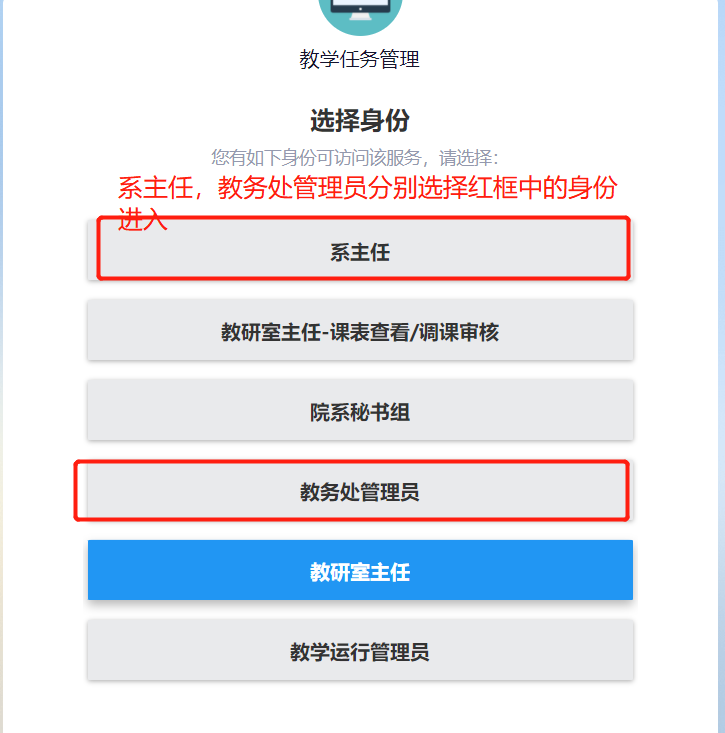 教学任务管理
选择身份
您有如下身份可访问该服务，请选择：
系主任，教务处管理员分别选择红框中的身份
进入
系主任
教研室主任-课表查看/调课审核
院系秘书组
教务处管理员
教研室主任
教学运行管理员